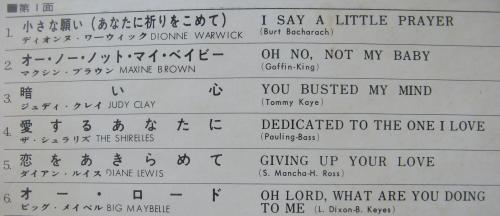 ■第1面
1. 小さな願い(あなたに祈りをこめて) I SAY A LITTLE PRAYER
ディオンヌ・ワーウィック DIONNE WARWICK (Burt Bacharach)
2. オー・ノー・ノット・マイ・ベイビー OH NO, NOT MY BABY
マクシン・ブラウン MAXINE BROWN (Goffin-King)
3. 暗い心 YOU BUSTED MY MIND
ジュディ・クレイ JUDY CLAY (Tommy Kaye)
4. 愛するあなたに DEDICATED TO THE ONE I LOVE
ザ・シュラリズ THE SHIRELLES (Pauling-Bass)
5. 恋をあきらめて GIVING UP YOUR LOVE
ダイアン・ルイス DIANE LEWIS (S. Mancha-H. Ross)
6. オー・ロード OH LORD, WHAT ARE YOU DOING
ビッグ・メイベル BIG MAYBELLE TO ME (L. Dixon-B. Keyes)